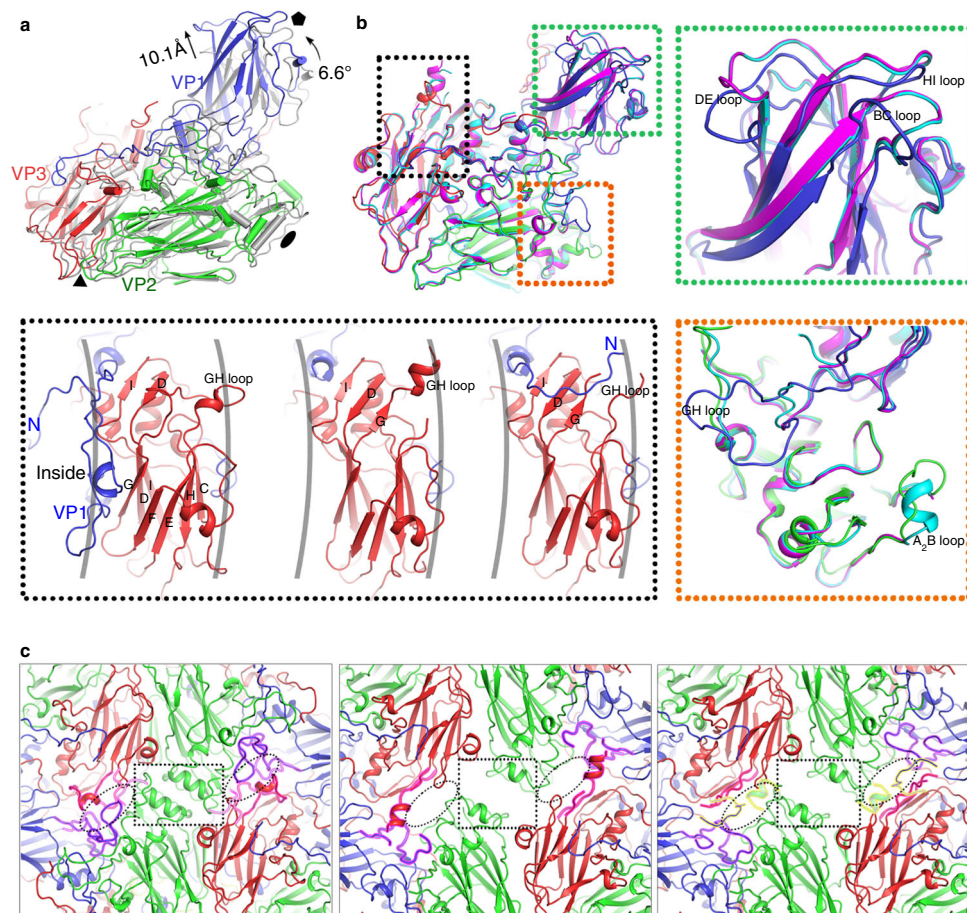 a
10.1Å
VP1
6.6°
VP3
VP2
b
DE loop
HI loop
BC loop
N
Inside
VP1
I
D
GH loop
G
I
D
F
E
H
C
I
D
GH loop
G
N
I
D
GH loop
G
GH loop
A₂B loop
c